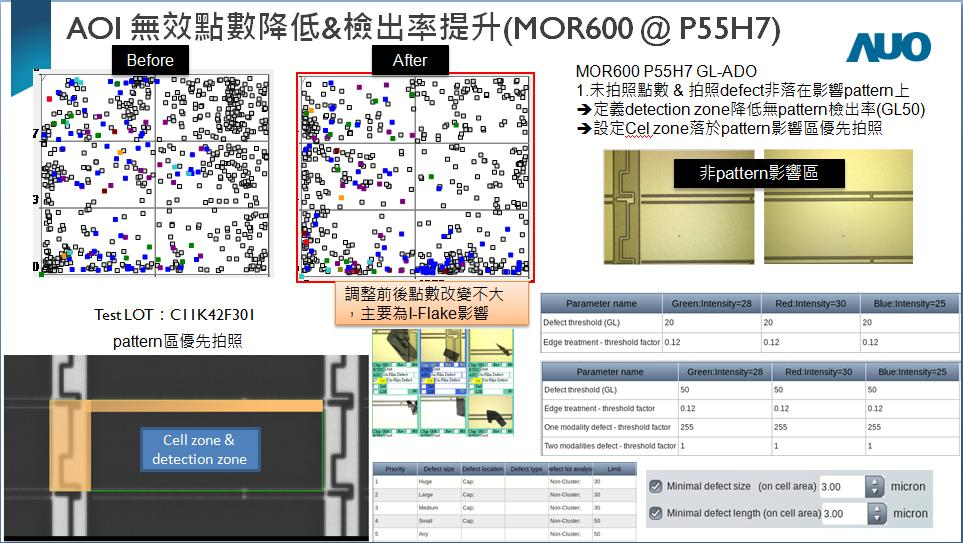 AOI 無效點數降低&檢出率提升(MOR600 @ P55H7)
AUO
Before
After
MOR600 P55H7 GL-ADO
1.未拍照點數 & 拍照defect非落在影響pattern上
➔定義detection zone降低無pattern檢出率(GL50)
➔設定Cel zone落於pattern影響區優先拍照
非pattern影響區
調整前後點數改變不大
，主要為I-Flake影響
Test LOT：C11K42F301
pattern區優先拍照
Cell zone &
detection zone
Parameter name Green:Intensity=28 Red:Intensity=30 Blue:Intensity=25
Defect threshold (GL) 20 20 20
Edge treatment - threshold factor 0.12 0.12 0.12
Parameter name Green:Intensity=28 Red:Intensity=30 Blue:Intensity=25
Defect threshold (GL) 50 50 50
Edge treatment - threshold factor 0.12 0.12 0.12
One modality defect - threshold factor 255 255 255
Two modalities defect - threshold factor 1 1 1
Priority Defect size Defect location Defect type efect lot analys Limit
1 Huge Cap; Non-Cluster; 30
2 Large Cap; Non-Cluster; 30
3 Medium Cap; Non-Cluster; 30
4 Small Cap; Non-Cluster; 50
5 Any Non-Cluster; 50
Minimal defect size (on cell area) 3.00 micron
Minimal defect length (on cell area) 3.00 micron